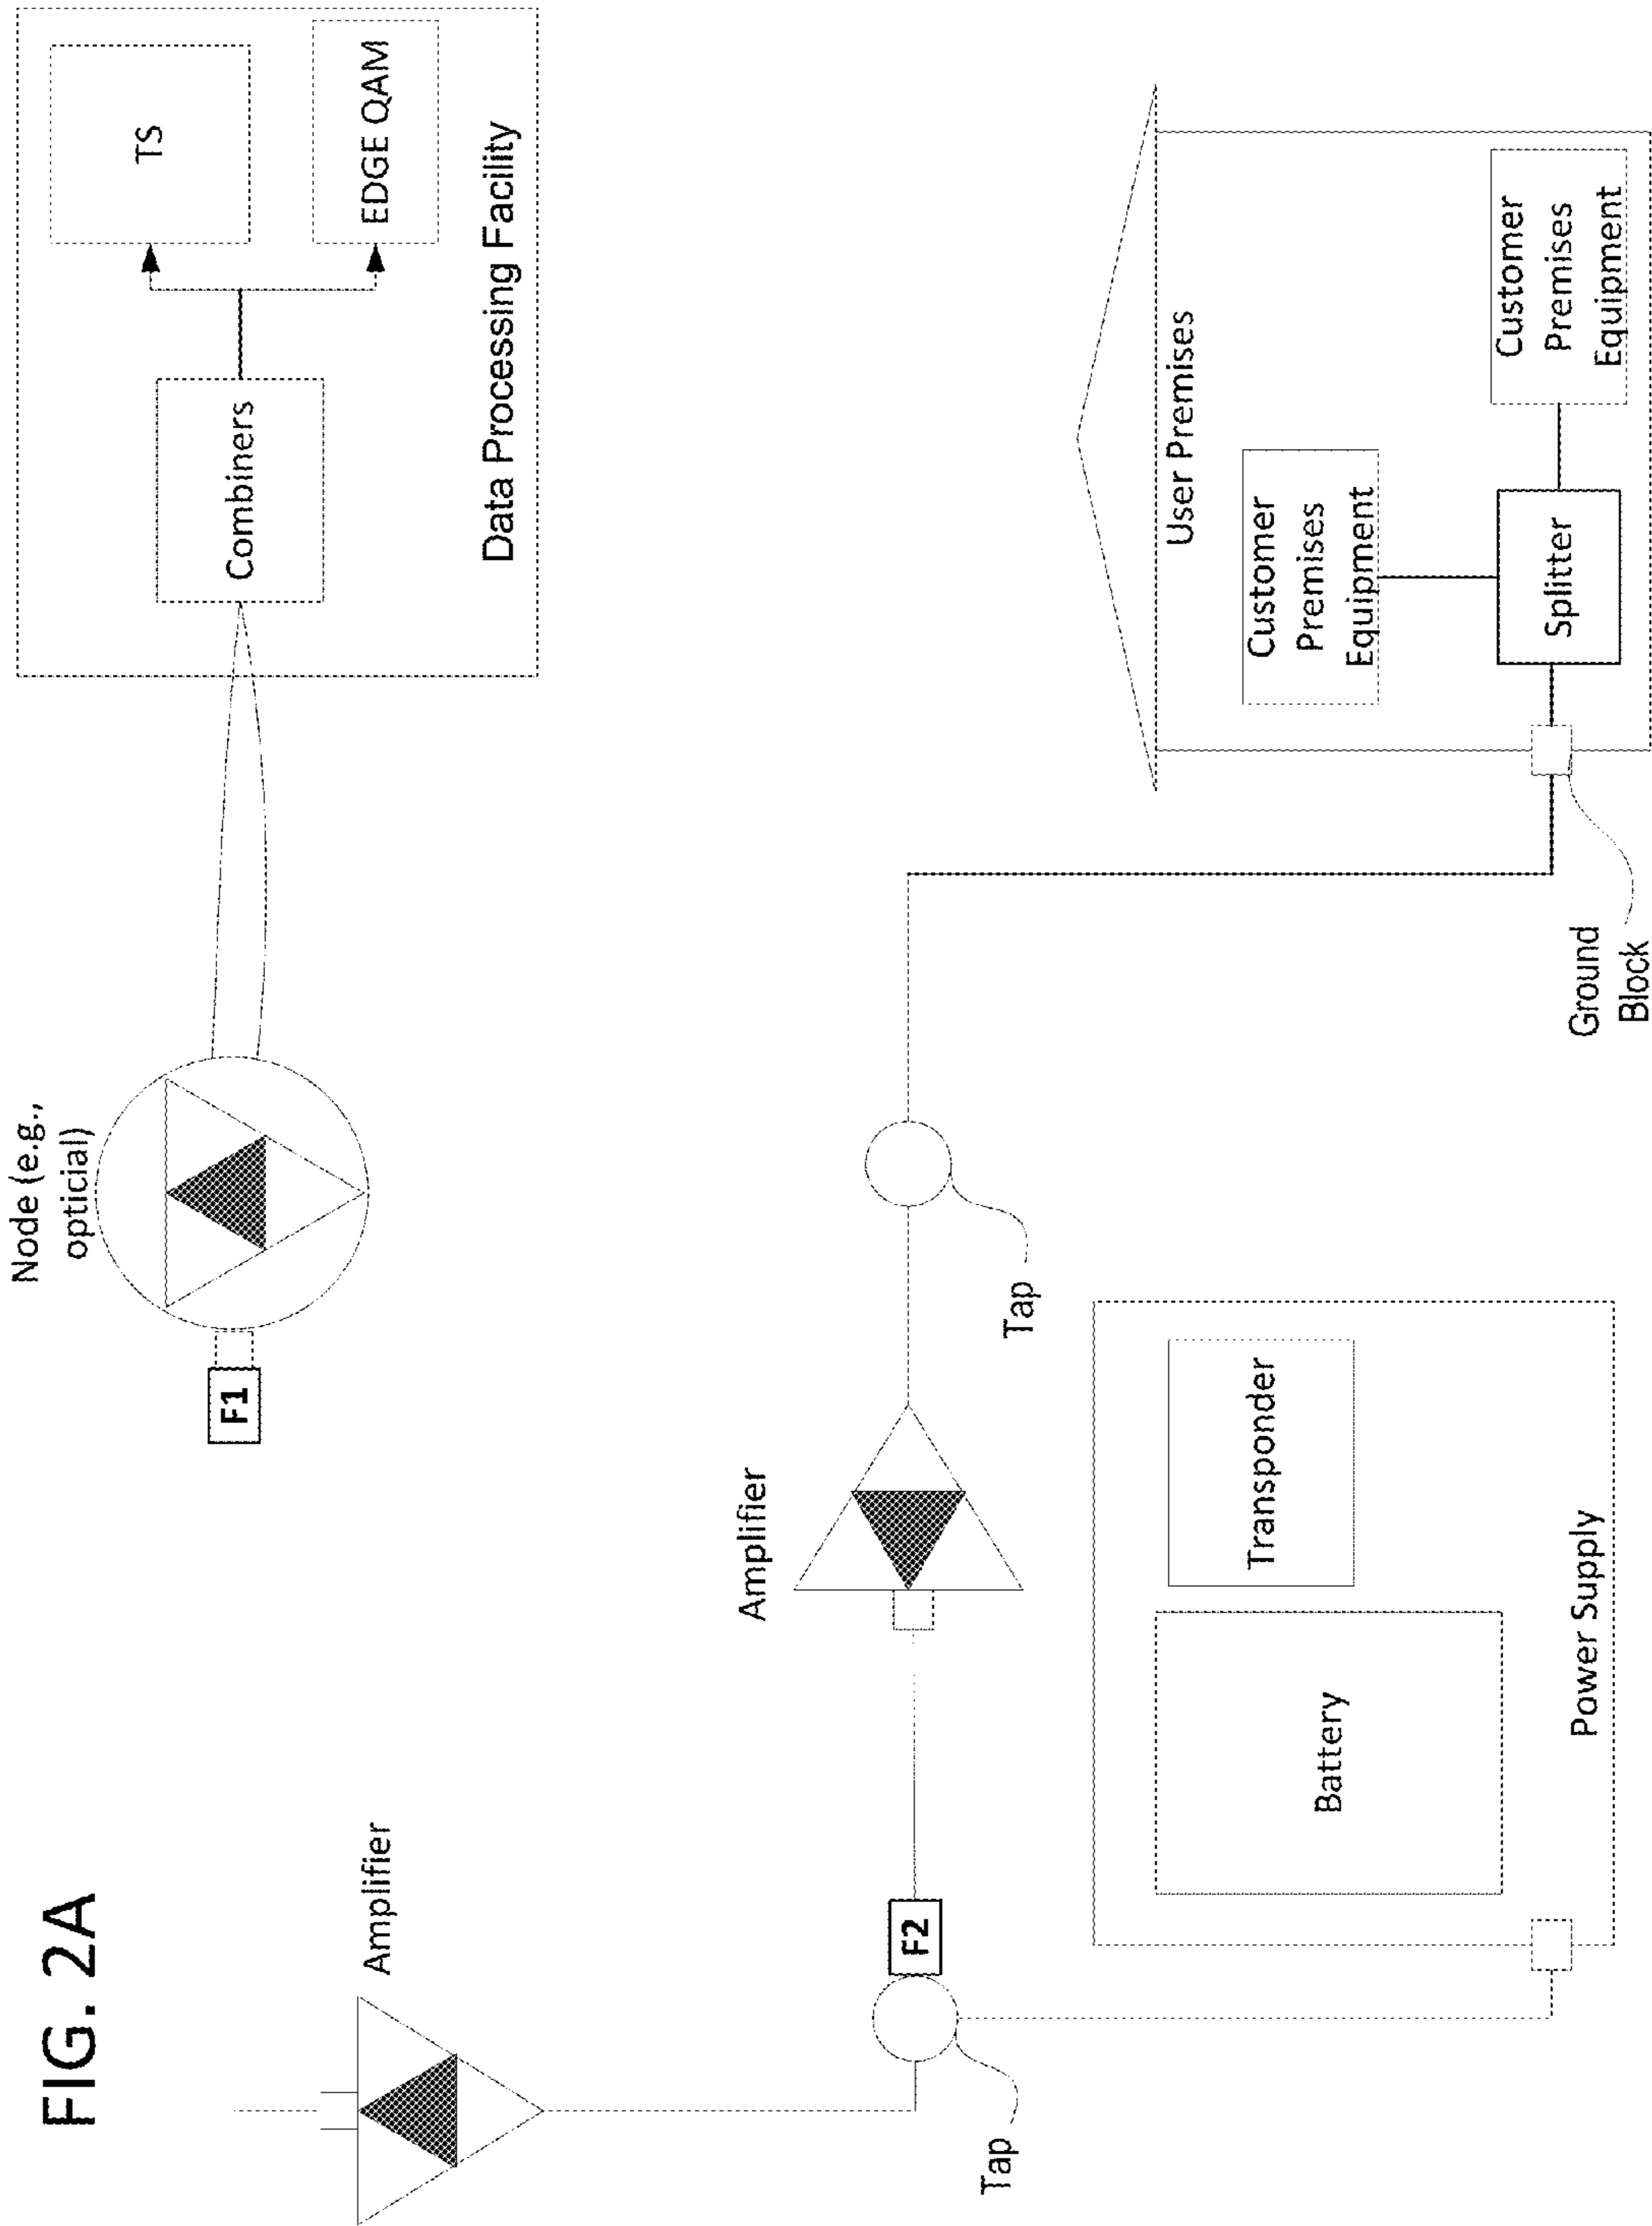 FIG. 2A
Node (e.g.,
opticial)
F1
TS
EDGE QAM
Combiners
Data Processing Facility
Amplifier
Amplifier
F2
Tap
Tap
Battery
Transponder
Power Supply
User Premises
Customer
Premises
Equipment
Customer
Premises
Equipment
Splitter
Ground
Block